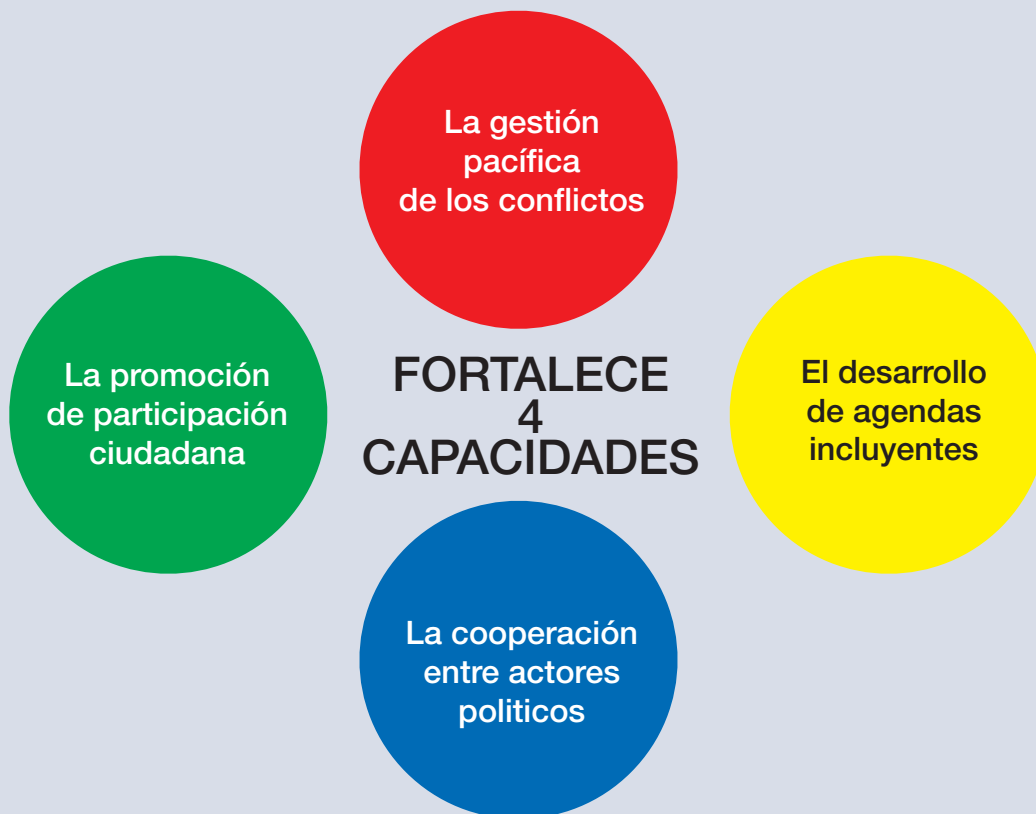 La gestión
pacífica
de los conflictos
La promoción
de participación
ciudadana
FORTALECE
4
CAPACIDADES
El desarrollo
de agendas
incluyentes
La cooperación
entre actores
politicos